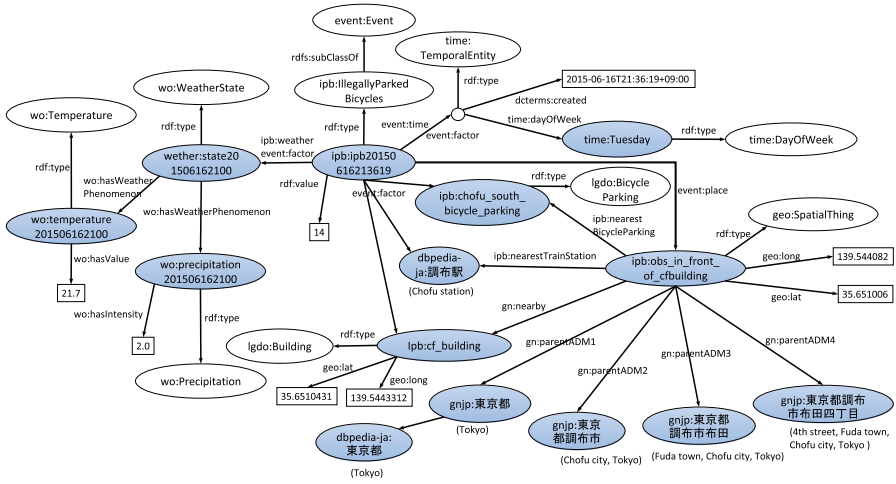 event:Event
time:
TemporalEntity
rdfs:subClassOf
rdf:type
2015-06-16T21:36:19+09:00
wo:WeatherState
ipb:IllegallyParked
Bicycles
dcterms:created
wo:Temperature
rdf:type
rdf:type
event:time
time:dayOfWeek
ipb:weather
event:factor
event:factor
time:Tuesday
rdf:type
time:DayOfWeek
rdf:type
wether:state20
1506162100
ipb:ipb20150
616213619
rdf:type
lgdo:Bicycle
Parking
wo:hasWeather
Phenomenon
rdf:value
event:factor
ipb:chofu_south_
bicycle_parking
event:place
wo:temperature
201506162100
wo:hasWeatherPhenomenon
14
ipb:nearest
BicycleParking
geo:SpatialThing
rdf:type
wo:hasValue
wo:precipitation
201506162100
dbpedia-
ja:調布駅
(Chofu station)
ipb:nearestTrainStation
ipb:obs_in_front_
of_cfbuilding
geo:long
139.544082
geo:lat
35.651006
21.7
wo:hasIntensity
rdf:type
2.0
gn:nearby
rdf:type
lgdo:Building
Ipb:cf_building
gn:parentADM1
gn:parentADM2
gn:parentADM3
gn:parentADM4
wo:Precipitation
geo:lat
geo:long
35.6510431
139.5443312
gnjp:東京都
(Tokyo)
gnjp:東京
都調布市
(Chofu city, Tokyo)
gnjp:東京都
調布市布田
(Fuda town, Chofu city, Tokyo)
gnjp:東京都調布
市布田四丁目
(4th street, Fuda town,
Chofu city, Tokyo )
dbpedia-ja:
東京都
(Tokyo)